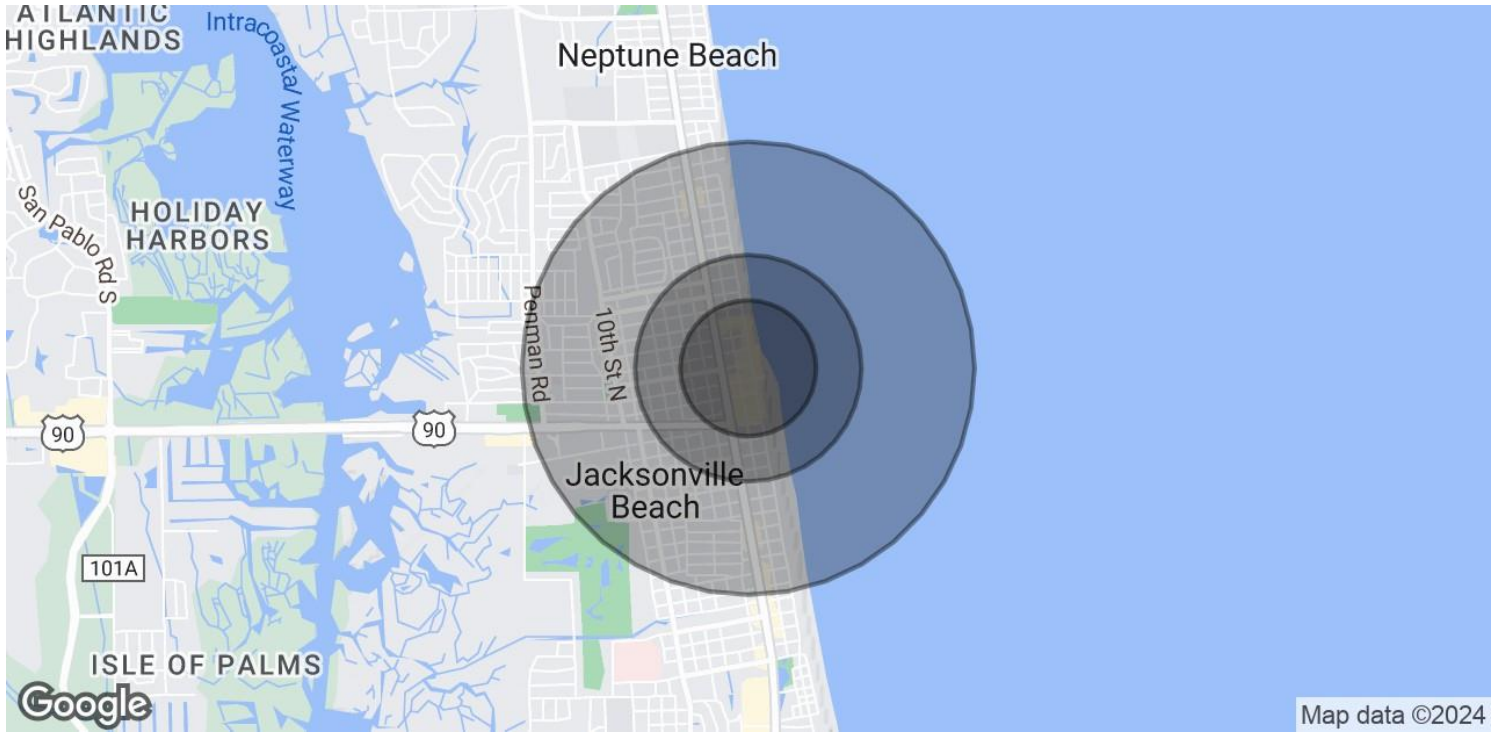 ATLANTIC
HIGHLANDS
Intracoastal Waterway
Neptune Beach
San Pablo Rd S
HOLIDAY
HARBORS
Penman Rd
10th St N
90
90
Jacksonville
Beach
101A
ISLE OF PALMS
Google
Map data ©2024